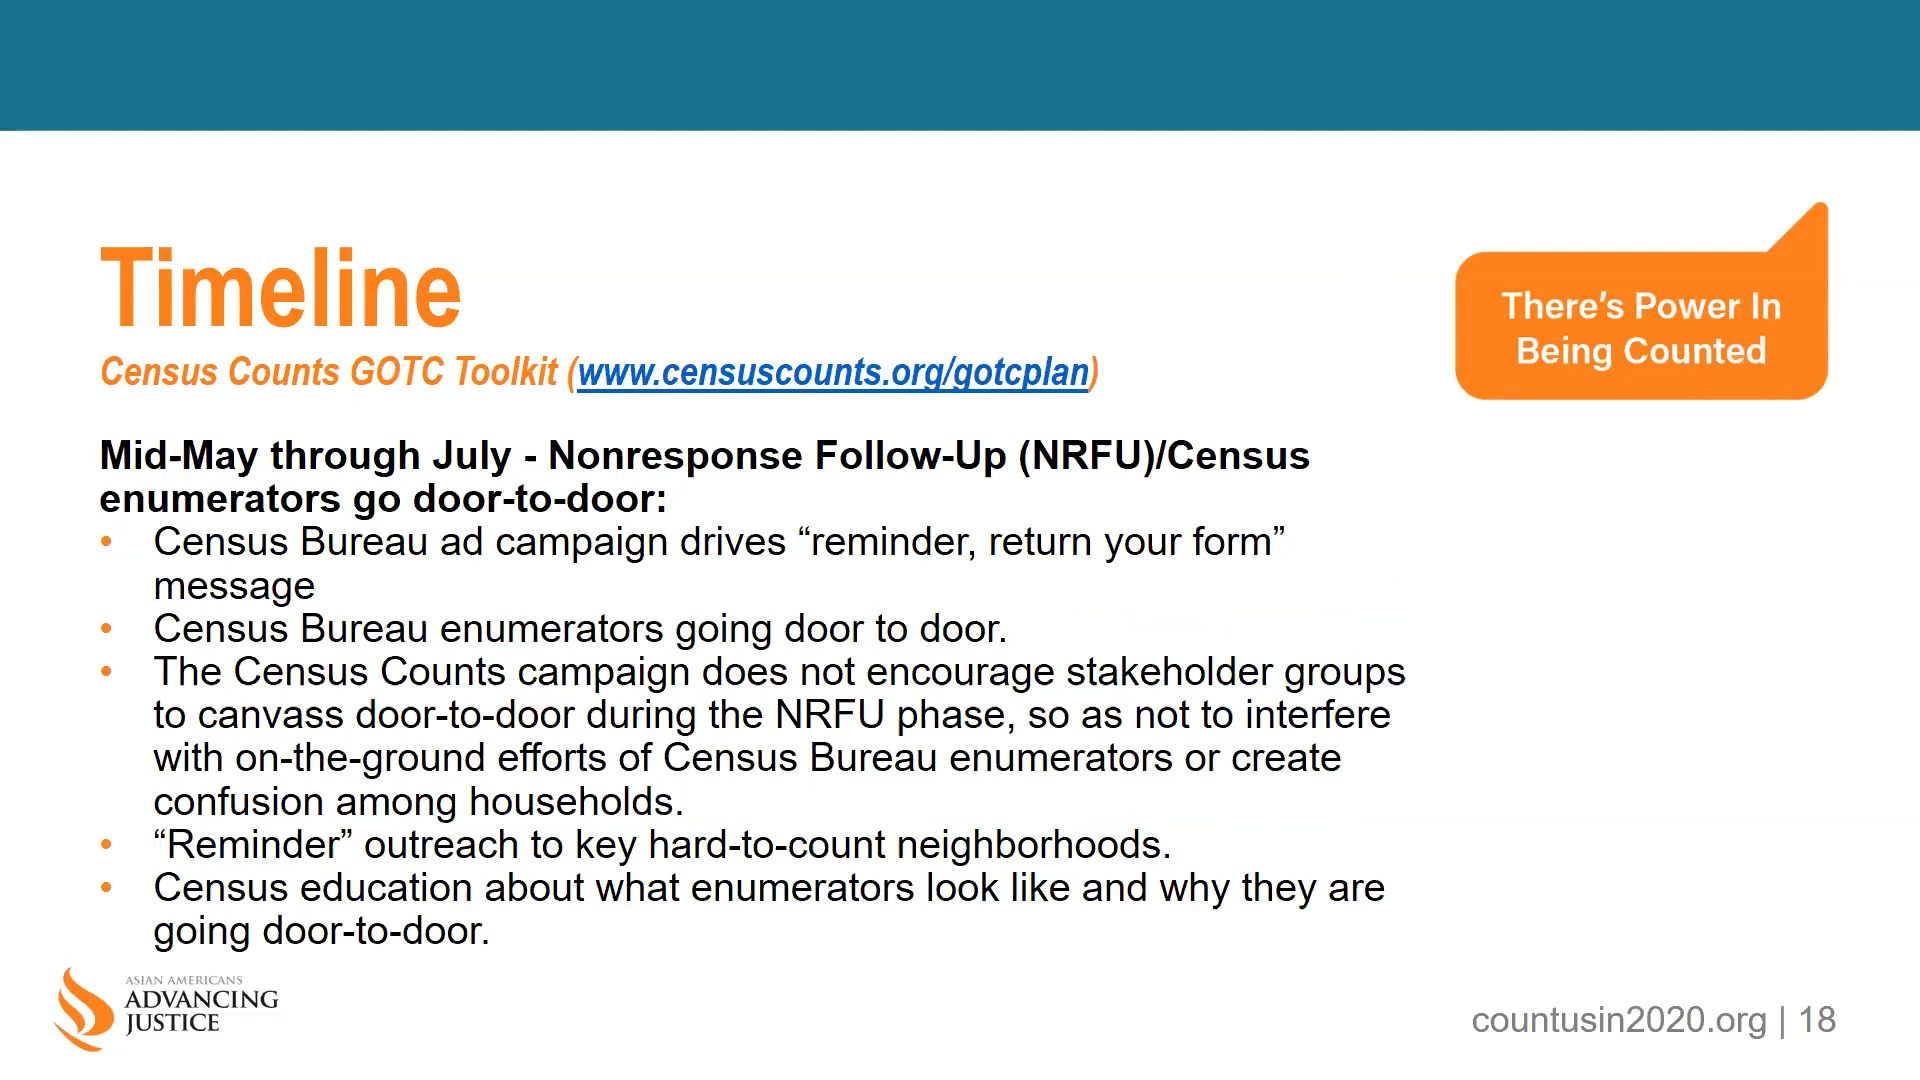 Timeline
Census Counts GOTC Toolkit (www.censuscounts.org/gotcplan)
There’s Power In
Being Counted
Mid-May through July - Nonresponse Follow-Up (NRFU)/Census
enumerators go door-to-door:
• Census Bureau ad campaign drives “reminder, return your form”
message
• Census Bureau enumerators going door to door.
• The Census Counts campaign does not encourage stakeholder groups
to canvass door-to-door during the NRFU phase, so as not to interfere
with on-the-ground efforts of Census Bureau enumerators or create
confusion among households.
• “Reminder” outreach to key hard-to-count neighborhoods.
• Census education about what enumerators look like and why they are
going door-to-door.
ASIAN AMERICANS
ADVANCING
JUSTICE
countusin2020.org | 18